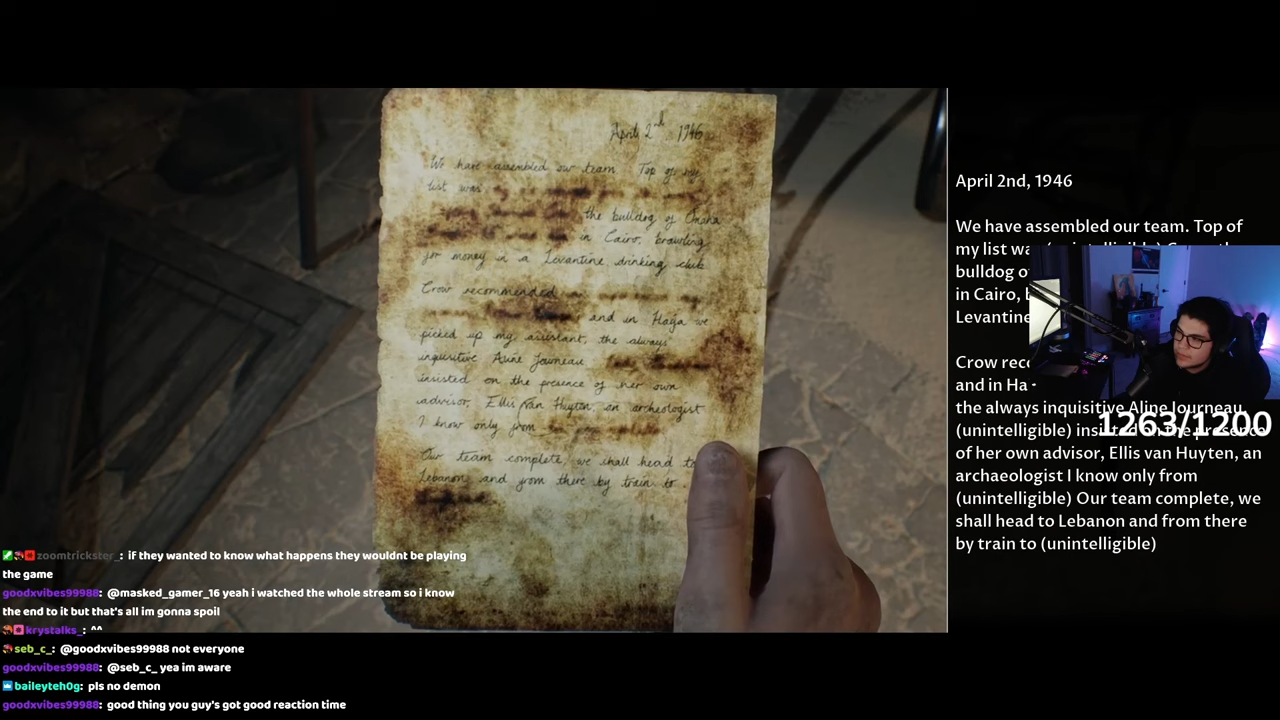 April 2nd 1946
We have assembled our team Top of my
list was
the bulldog of Omaha
in Cairo, brawling
for money in a Levantine drinking club
Crow recommended
and in Haifa we
picked up my assistant, the always
inquisitive Aline Journeau
insisted on the presence of her own
advisor, Ellis van Huyten, an archeologist
I know only from
Our team complete, we shall head to
Lebanon and from there by train to
April 2nd, 1946
We have assembled our team. Top of
my list was (unintelligible)
bulldog o
in Cairo,
Levantine
Crow rec
and in Ha
the always inquisitive Aline Journeau
1263/1200
(unintelligible)
of her own advisor, Ellis van Huyten, an
archaeologist I know only from
(unintelligible) Our team complete, we
shall head to Lebanon and from there
by train to (unintelligible)
zoomtrickster_: if they wanted to know what happens they wouldnt be playing
the game
goodxvibes99988: @masked_gamer_16 yeah i watched the whole stream so i know
the end to it but that's all im gonna spoil
krystalks_: ^^
seb_c_: @goodxvibes99988 not everyone
goodxvibes99988: @seb_c_ yea im aware
baileyteh0g: pls no demon
goodxvibes99988: good thing you guy's got good reaction time